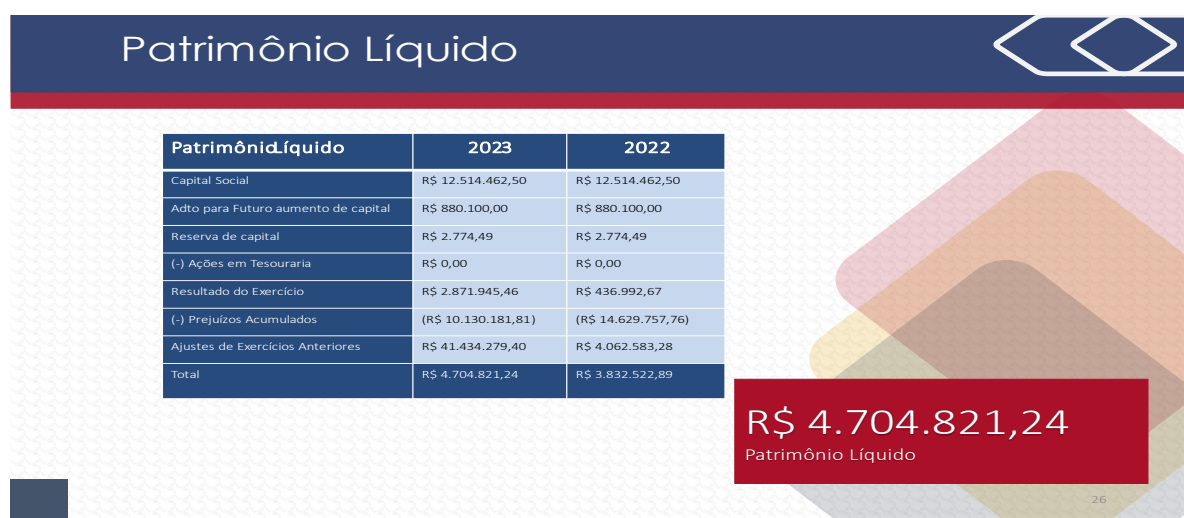 Patrimônio Líquido
PatrimônioLíquido 2023 2022
Capital Social R$ 12.514.462,50 R$ 12.514.462,50
Adto para Futuro aumento de capital R$ 880.100,00 R$ 880.100,00
Reserva de capital R$ 2.774,49 R$ 2.774,49
(-) Ações em Tesouraria R$ 0,00 R$ 0,00
Resultado do Exercício R$ 2.871.945,46 R$ 436.992,67
(-) Prejuízos Acumulados (R$ 10.130.181,81) (R$ 14.629.757,76)
Ajustes de Exercícios Anteriores R$ 41.434.279,40 R$ 4.062.583,28
Total R$ 4.704.821,24 R$ 3.832.522,89
R$ 4.704.821,24
Patrimônio Líquido
26